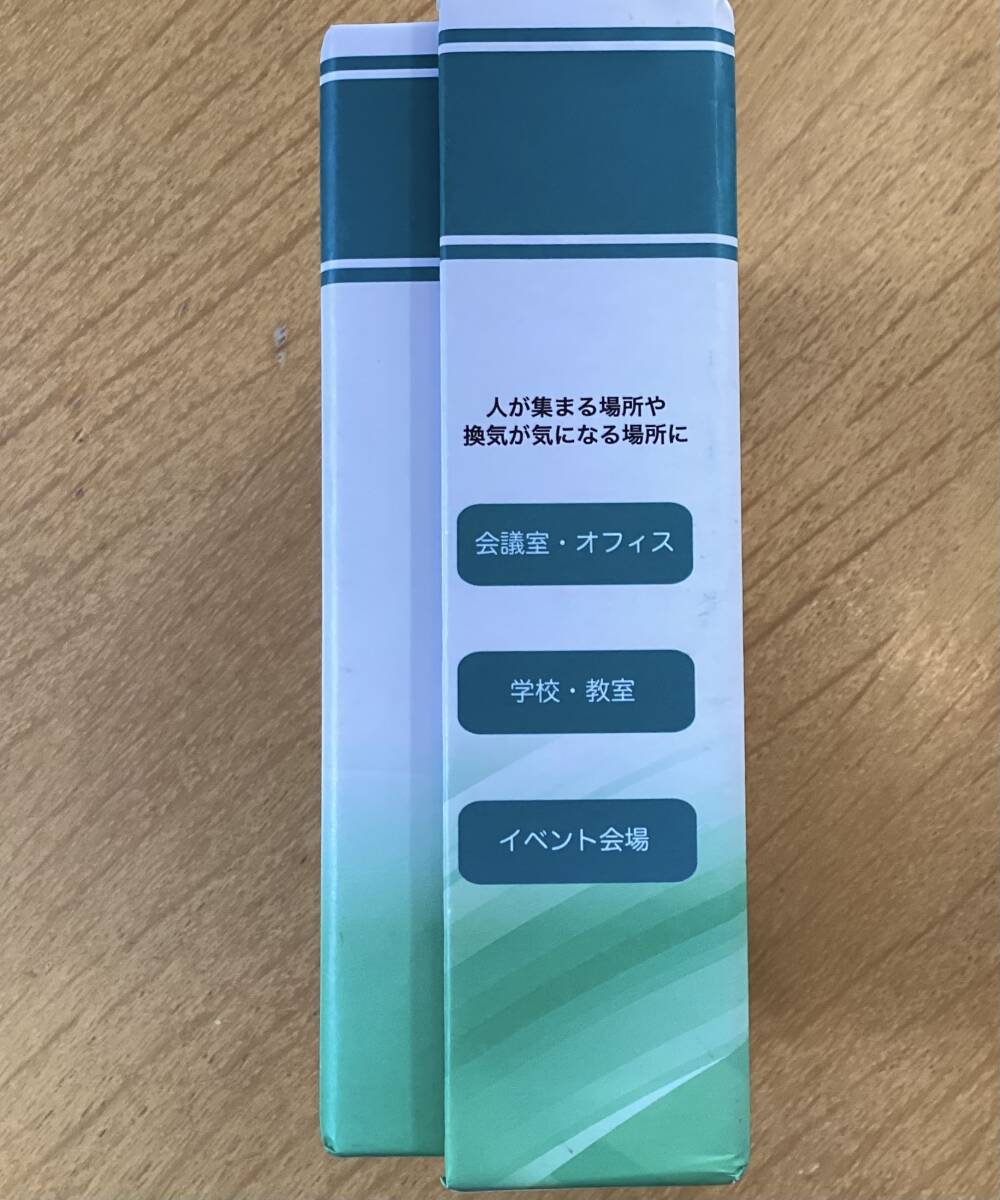 人が集まる場所や
換気が気になる場所に
会議室・オフィス
学校・教室
イベント会場